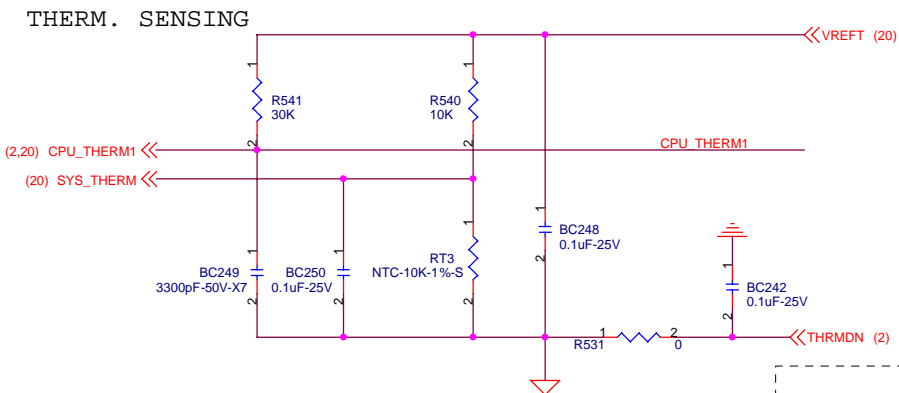 THERM. SENSING
VREFT (20)
1
R541
30K
2
1
R540
10K
2
(2,20) CPU_THERM1
CPU_THERM1
(20) SYS_THERM
1
BC249
3300pF-50V-X7
2
1
BC250
0.1uF-25V
2
1
RT3
NTC-10K-1%-S
2
1
BC248
0.1uF-25V
2
1
BC242
0.1uF-25V
2
1
R531
2
0
THRMDN (2)